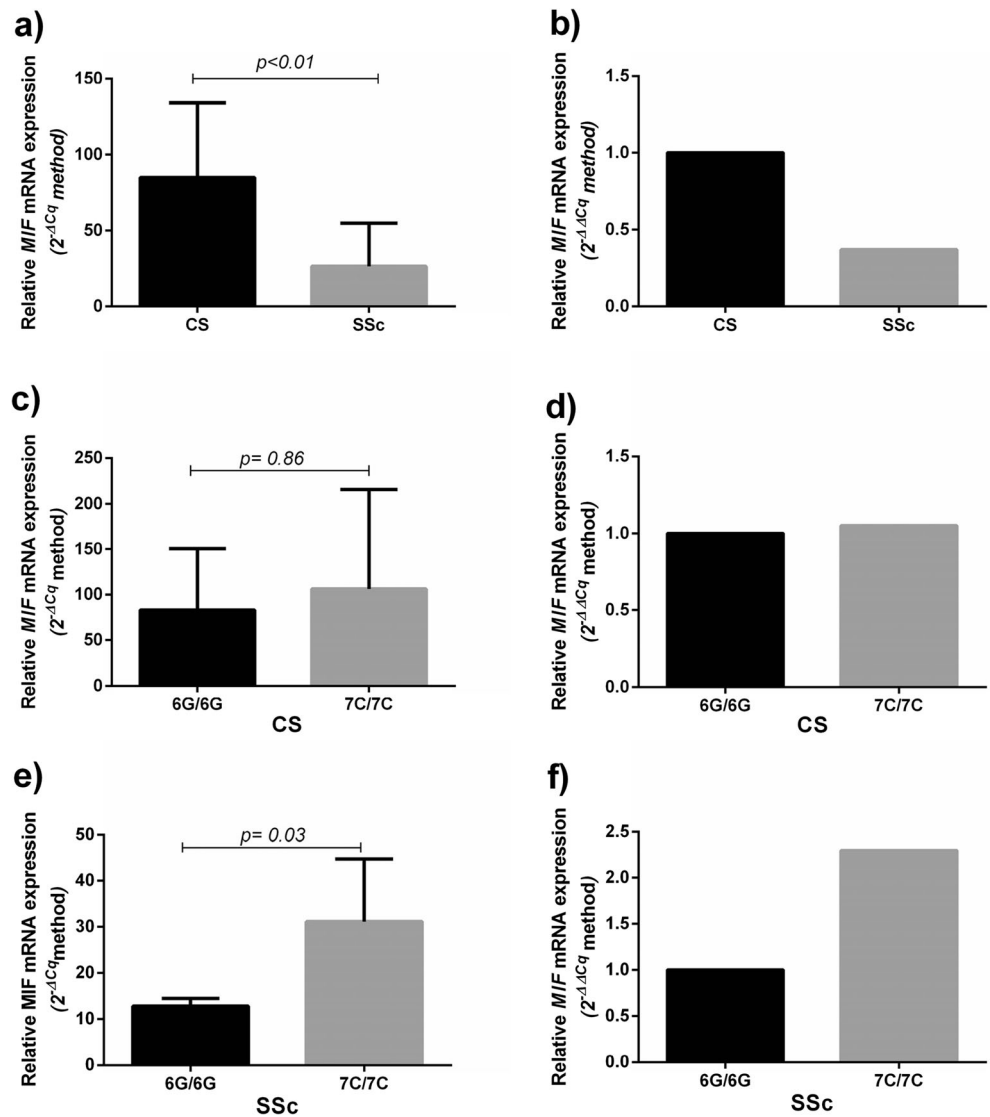 a)
Relative MIF mRNA expression
(2-ΔCq method)
150
100
50
0
p<0.01
CS
SSc
b)
Relative MIF mRNA expression
(2-ΔΔCq method)
1.5
1.0
0.5
0.0
CS
SSc
c)
Relative MIF mRNA expression
(2-ΔCq method)
250
200
150
100
50
0
p= 0.86
6G/6G
7C/7C
CS
d)
Relative MIF mRNA expression
(2-ΔΔCq method)
1.5
1.0
0.5
0.0
6G/6G
7C/7C
e)
Relative MIF mRNA expression
(2-ΔCqmethod)
50
40
30
20
10
0
p= 0.03
6G/6G
7C/7C
SSc
f)
Relative MIF mRNA expression
(2-ΔΔCq method)
2.5
2.0
1.5
1.0
0.5
0.0
6G/6G
7C/7C